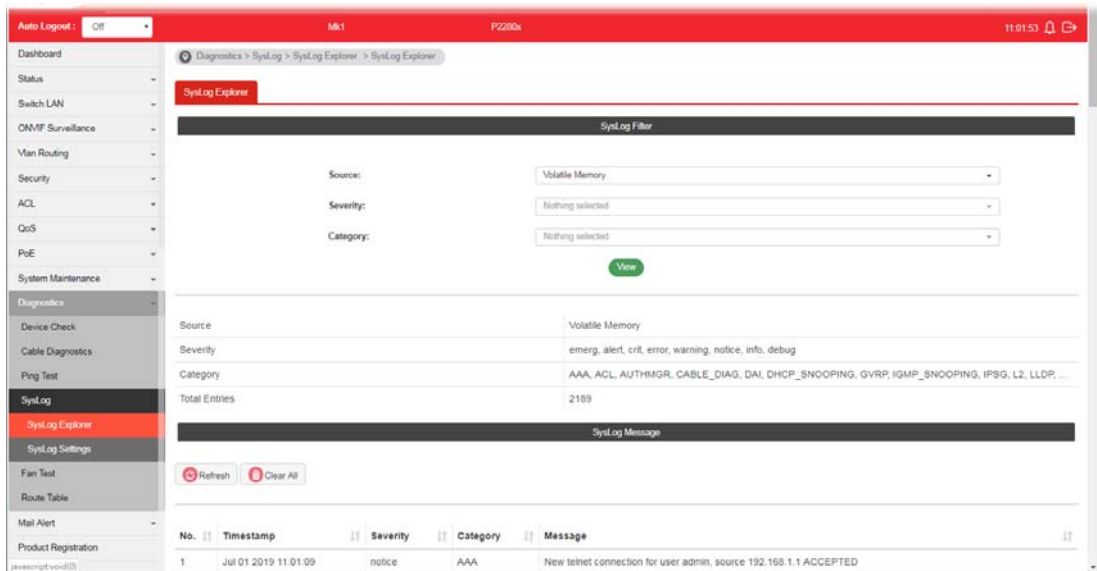 Auto Logout : Off Mk1 P2280x 11:01:53
Dashboard
Status
Switch LAN
ONVIF Surveillance
Vlan Routing
Security
ACL
QoS
PoE
System Maintenance
Diagnostics
Device Check
Cable Diagnostics
Ping Test
SysLog
SysLog Explorer
SysLog Settings
Fan Test
Route Table
Mail Alert
Product Registration
javascript:void(0)
Diagnostics > SysLog > SysLog Explorer > SysLog Explorer
SysLog Explorer
SysLog Filter
Source: Volatile Memory
Severity: Nothing selected
Category: Nothing selected
View
Source Volatile Memory
Severity emerg, alert, crit, error, warning, notice, info, debug
Category AAA, ACL, AUTHMGR, CABLE_DIAG, DAI, DHCP_SNOOPING, GVRP, IGMP_SNOOPING, IPSG, L2, LLDP, ...
Total Entries 2189
SysLog Message
Refresh Clear All
No. Timestamp Severity Category Message
1 Jul 01 2019 11:01:09 notice AAA New telnet connection for user admin, source 192.168.1.1 ACCEPTED